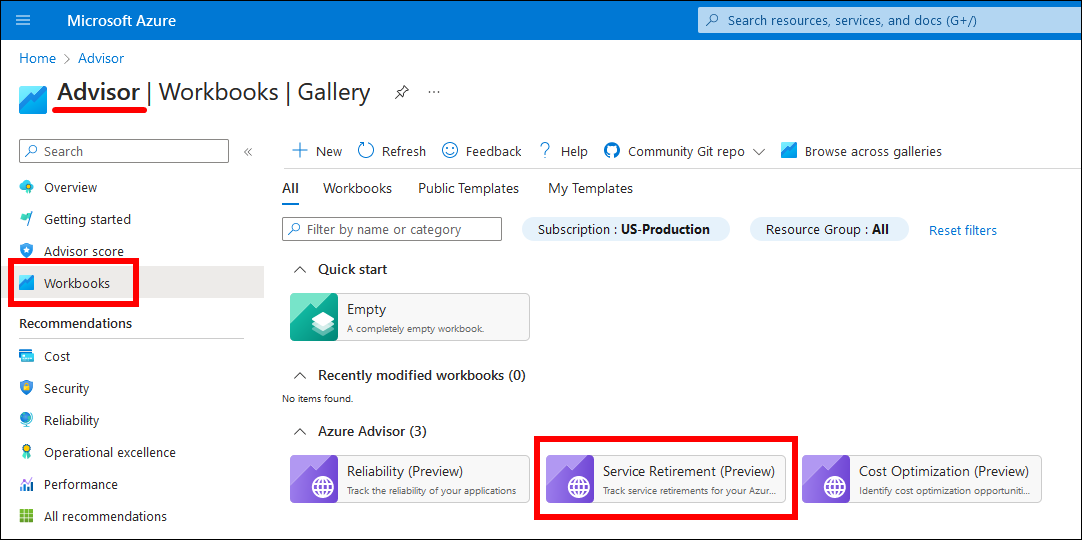 Microsoft Azure
Search resources, services, and docs (G+/)
Home > Advisor
Advisor | Workbooks | Gallery ...
Search «
+ New Refresh Feedback ? Help Community Git repo Browse across galleries
Overview
Getting started
Advisor score
Workbooks
Recommendations
Cost
Security
Reliability
Operational excellence
Performance
All recommendations
All Workbooks Public Templates My Templates
Filter by name or category Subscription : US-Production Resource Group : All Reset filters
Quick start
Empty
A completely empty workbook.
Recently modified workbooks (0)
No items found.
Azure Advisor (3)
Reliability (Preview)
Track the reliability of your applications
Service Retirement (Preview)
Track service retirements for your Azur...
Cost Optimization (Preview)
Identify cost optimization opportuniti...